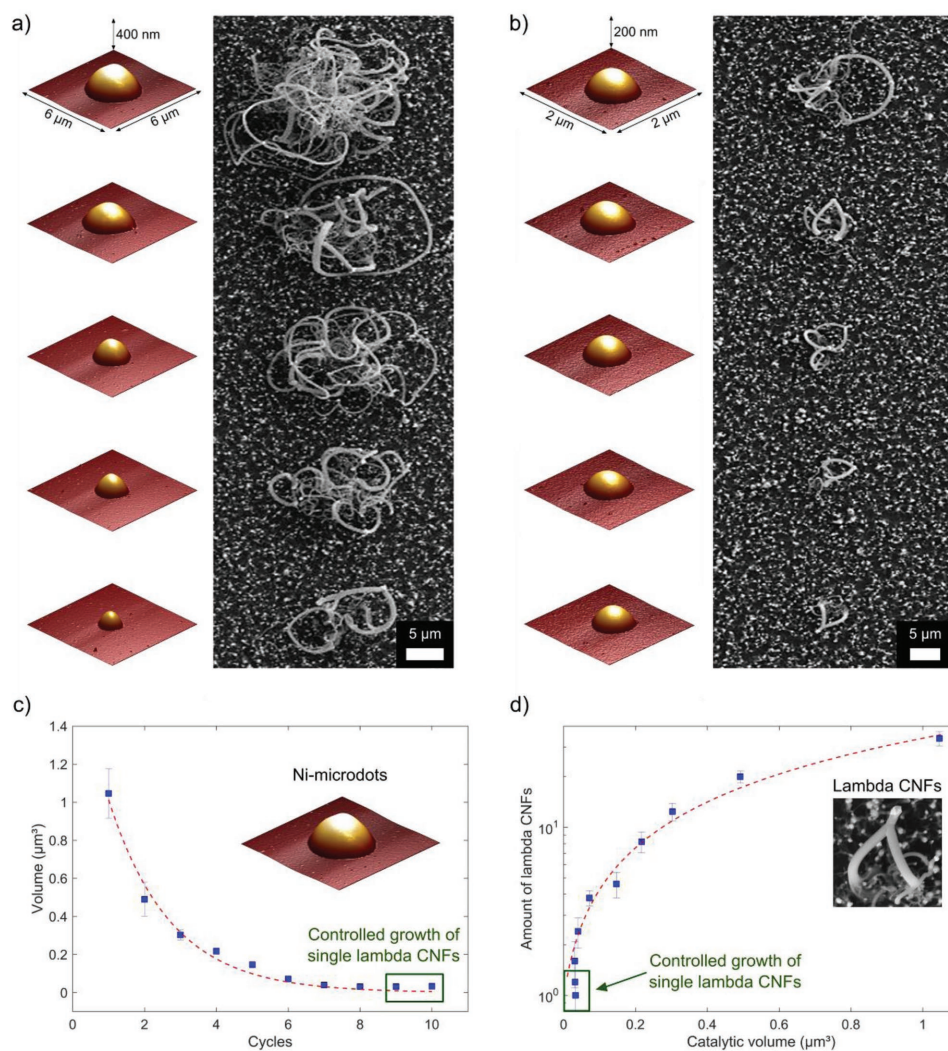 a)
400 nm
6 µm
6 µm
5 µm
b)
200 nm
2 µm
2 µm
5 µm
c)
1.4
1.2
1
0.8
0.6
0.4
0.2
0
Volume (µm³)
0
2
4
6
8
10
Cycles
Ni-microdots
Controlled growth of
single lambda CNFs
d)
10¹
10⁰
Amount of lambda CNFs
0
0.2
0.4
0.6
0.8
1
Catalytic volume (µm³)
Lambda CNFs
Controlled growth of
single lambda CNFs